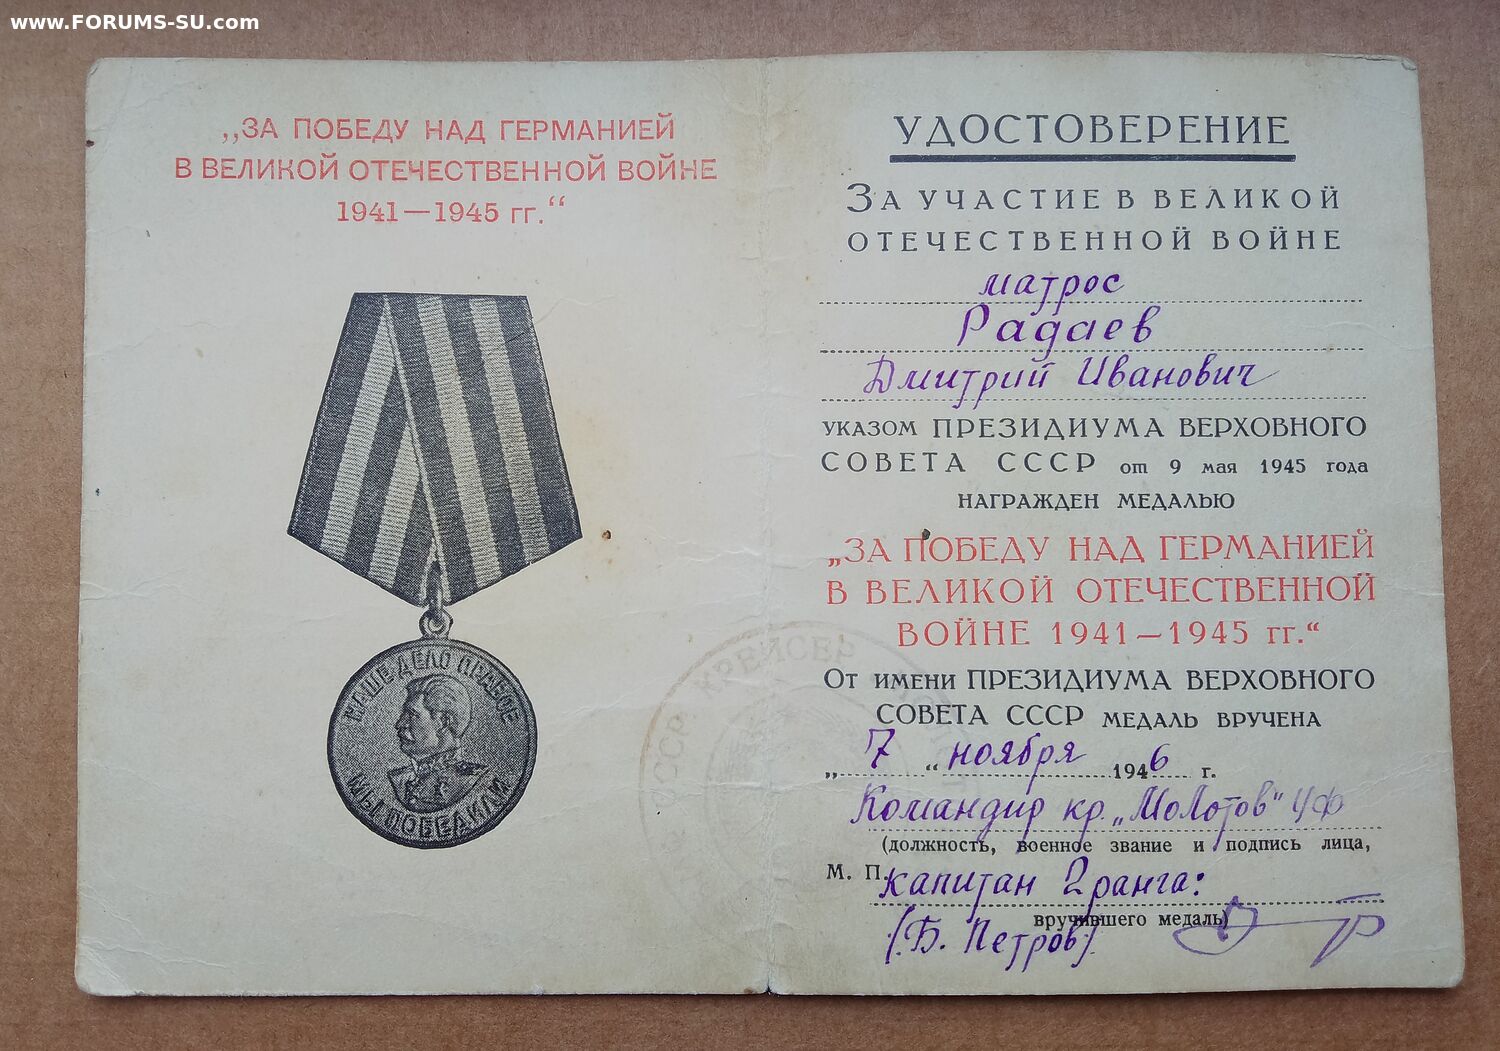 www.FORUMS-SU.com
„ЗА ПОБЕДУ НАД ГЕРМАНИЕЙ
В ВЕЛИКОЙ ОТЕЧЕСТВЕННОЙ ВОЙНЕ
1941—1945 гг.“
НАШЕ ДЕЛО ПРАВОЕ
МЫ ПОБЕДИЛИ
УДОСТОВЕРЕНИЕ
ЗА УЧАСТИЕ В ВЕЛИКОЙ
ОТЕЧЕСТВЕННОЙ ВОЙНЕ
матрос
Радаев
Дмитрий Иванович
УКАЗОМ ПРЕЗИДИУМА ВЕРХОВНОГО
СОВЕТА СССР от 9 мая 1945 года
НАГРАЖДЕН МЕДАЛЬЮ
„ЗА ПОБЕДУ НАД ГЕРМАНИЕЙ
В ВЕЛИКОЙ ОТЕЧЕСТВЕННОЙ
ВОЙНЕ 1941—1945 гг.“
КРЕЙСЕР
СССР
ОТ ИМЕНИ ПРЕЗИДИУМА ВЕРХОВНОГО
СОВЕТА СССР МЕДАЛЬ ВРУЧЕНА
„7“ ноября 1946 г.
Командир кр. „Молотов" ЧФ
(должность, военное звание и подпись лица,
М. П. капитан 2 ранга:
вручившего медаль)
(Б. Петров).